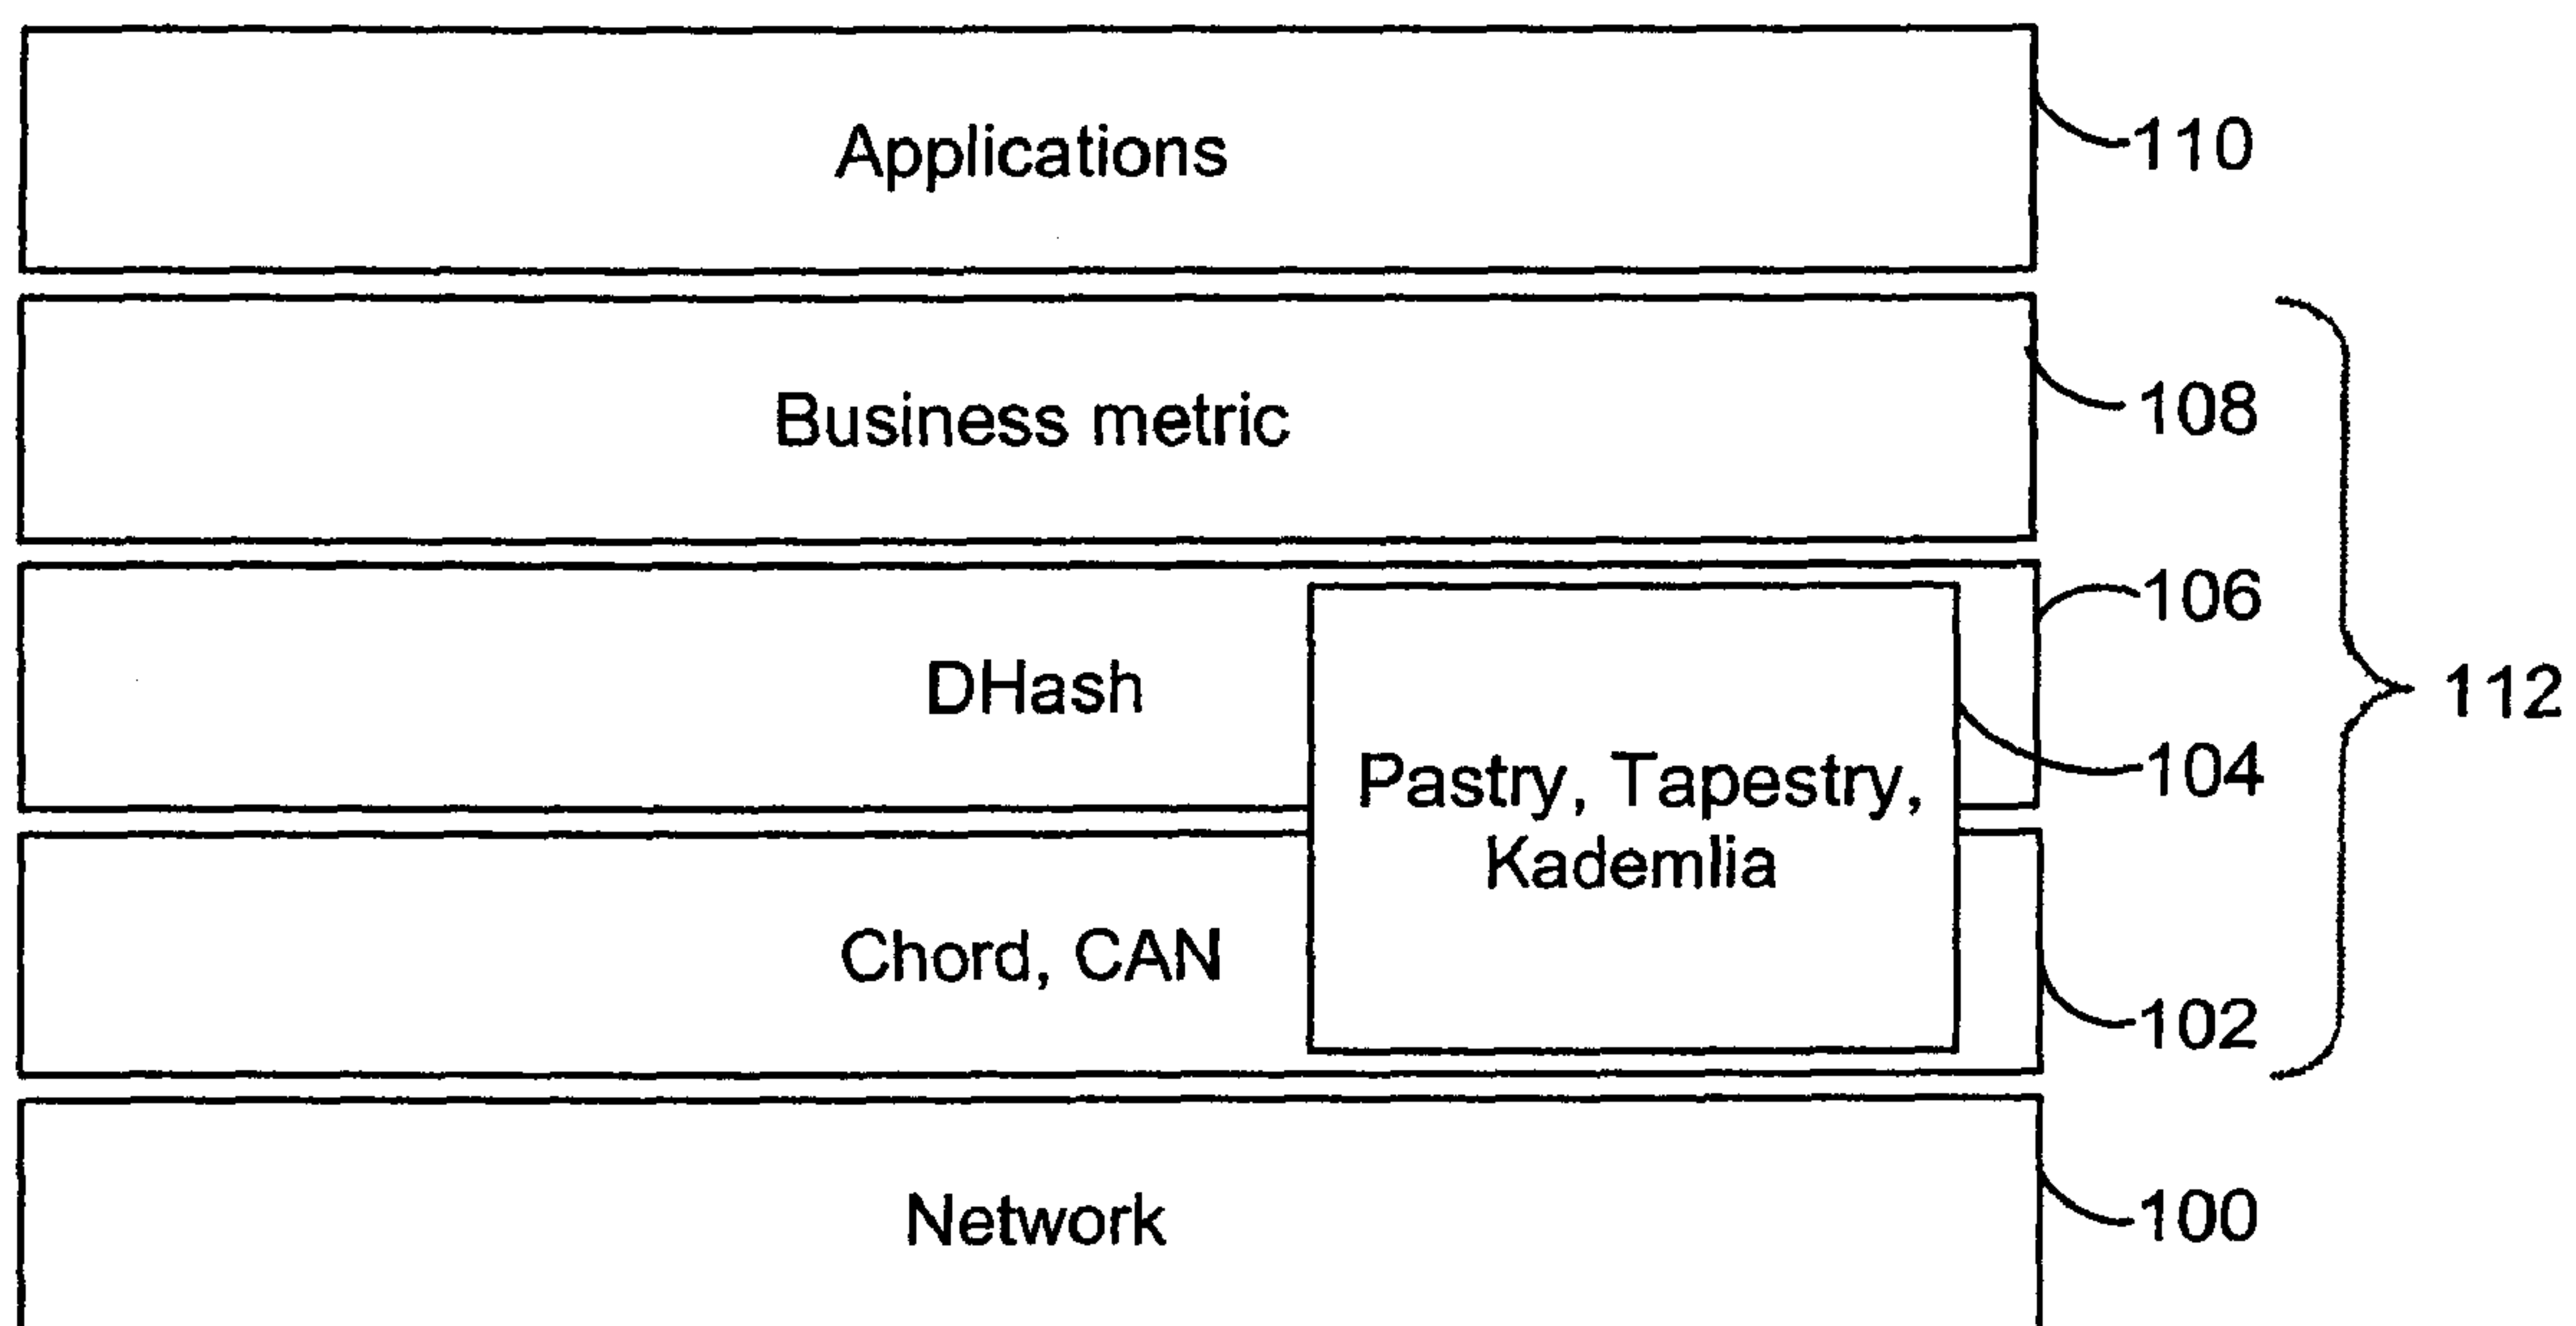 Applications
110
Business metric
108
106
DHash
112
Pastry, Tapestry,
104
Kademlia
Chord, CAN
102
Network
100